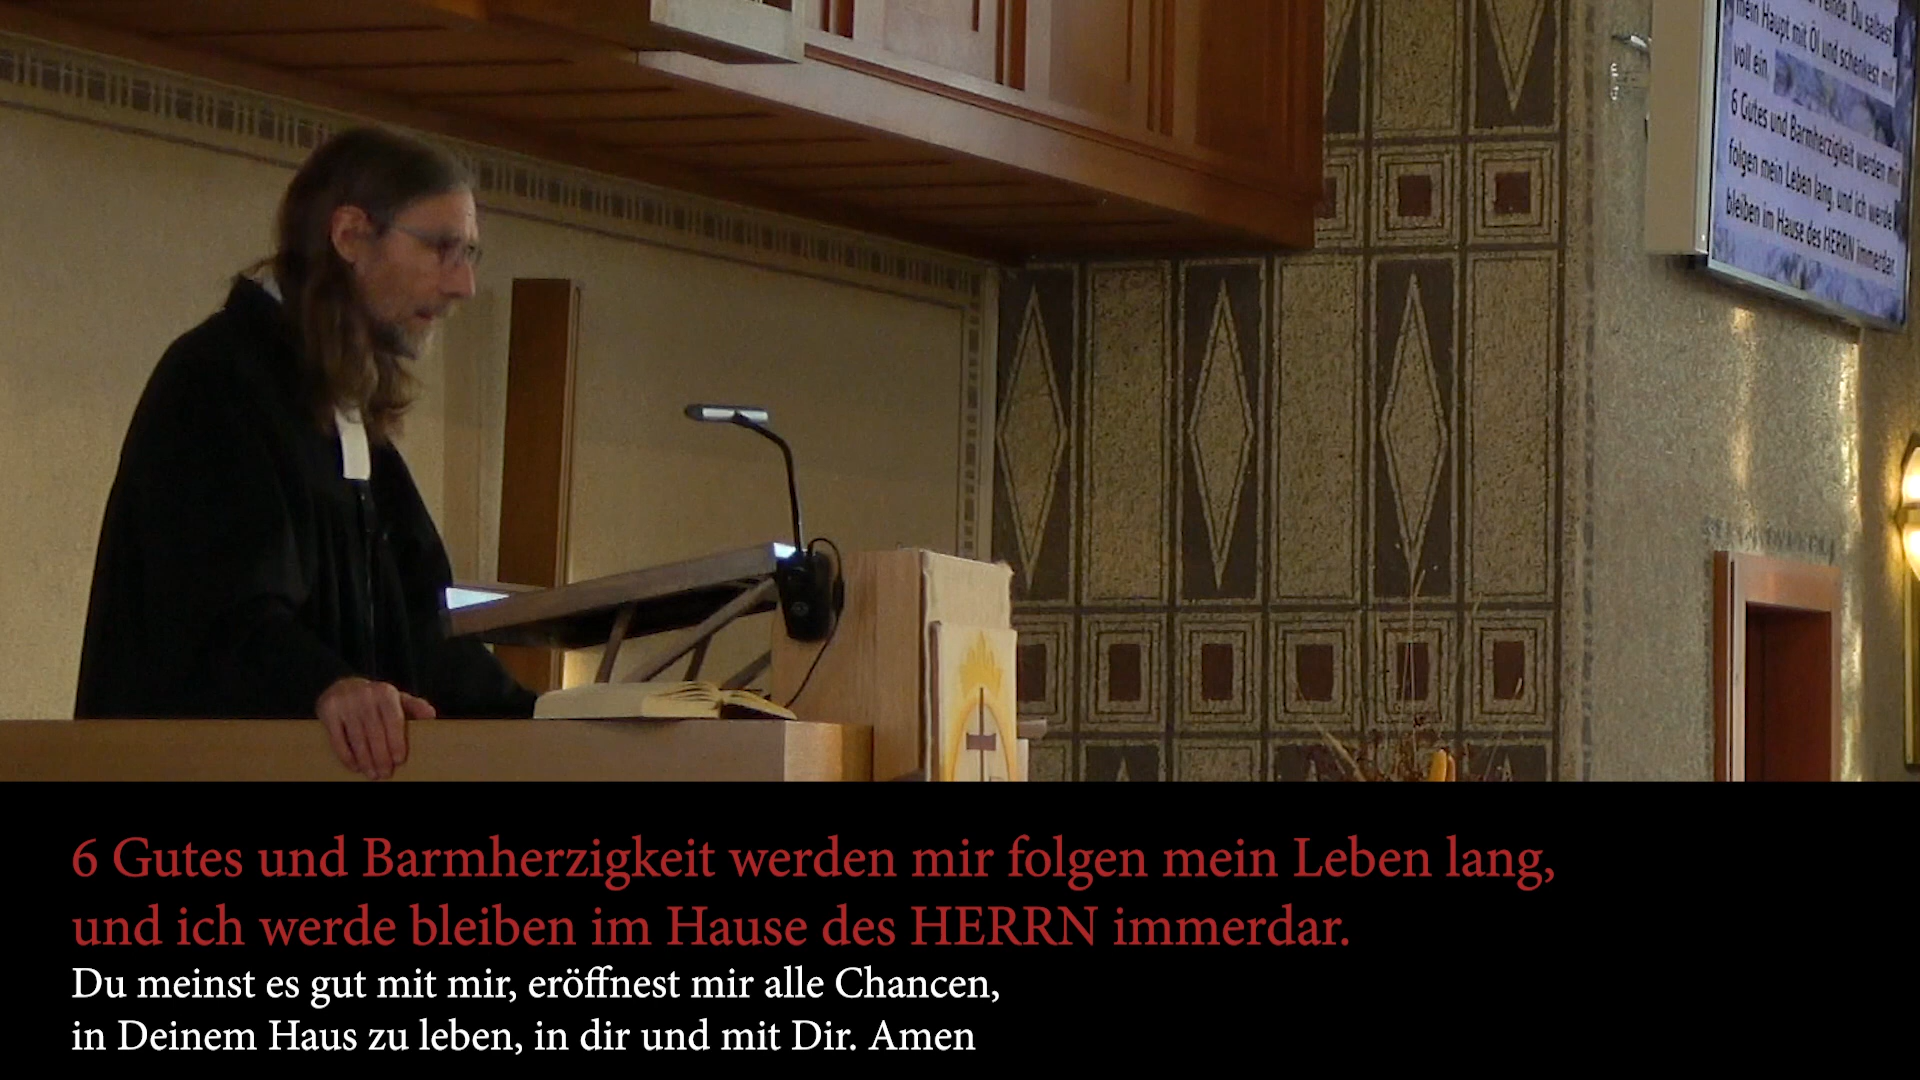 Feinde. Du salbest
mein Haupt mit Öl und schenkest mir
voll ein.
6 Gutes und Barmherzigkeit werden mir
folgen mein Leben lang, und ich werde
bleiben im Hause des HERRN immerdar.
6 Gutes und Barmherzigkeit werden mir folgen mein Leben lang,
und ich werde bleiben im Hause des HERRN immerdar.
Du meinst es gut mit mir, eröffnest mir alle Chancen,
in Deinem Haus zu leben, in dir und mit Dir. Amen